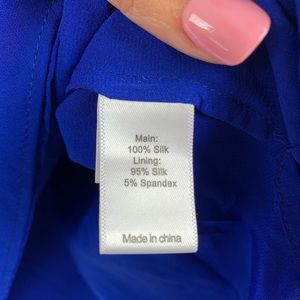 Main:
100% Silk
Lining:
95% Silk
5% Spandex
Made in china